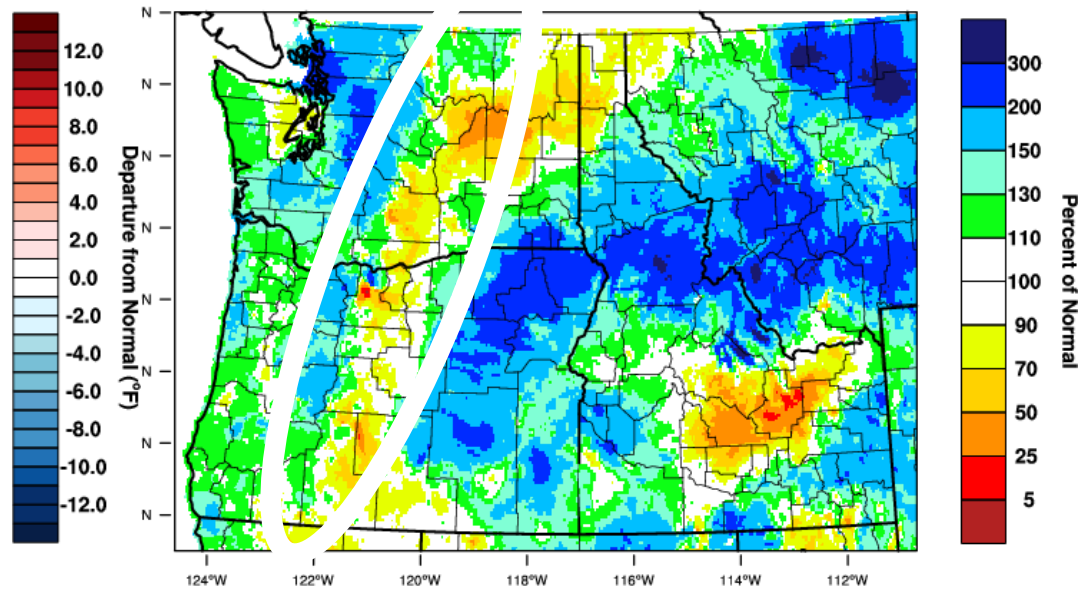 12.0
10.0
8.0
6.0
4.0
2.0
0.0
-2.0
-4.0
-6.0
-8.0
-10.0
-12.0
Departure from Normal (°F)
N
N
N
N
N
N
N
N
124°W 122°W 120°W 118°W 116°W 114°W 112°W
300
200
150
130
110
100
90
70
50
25
5
Percent of Normal